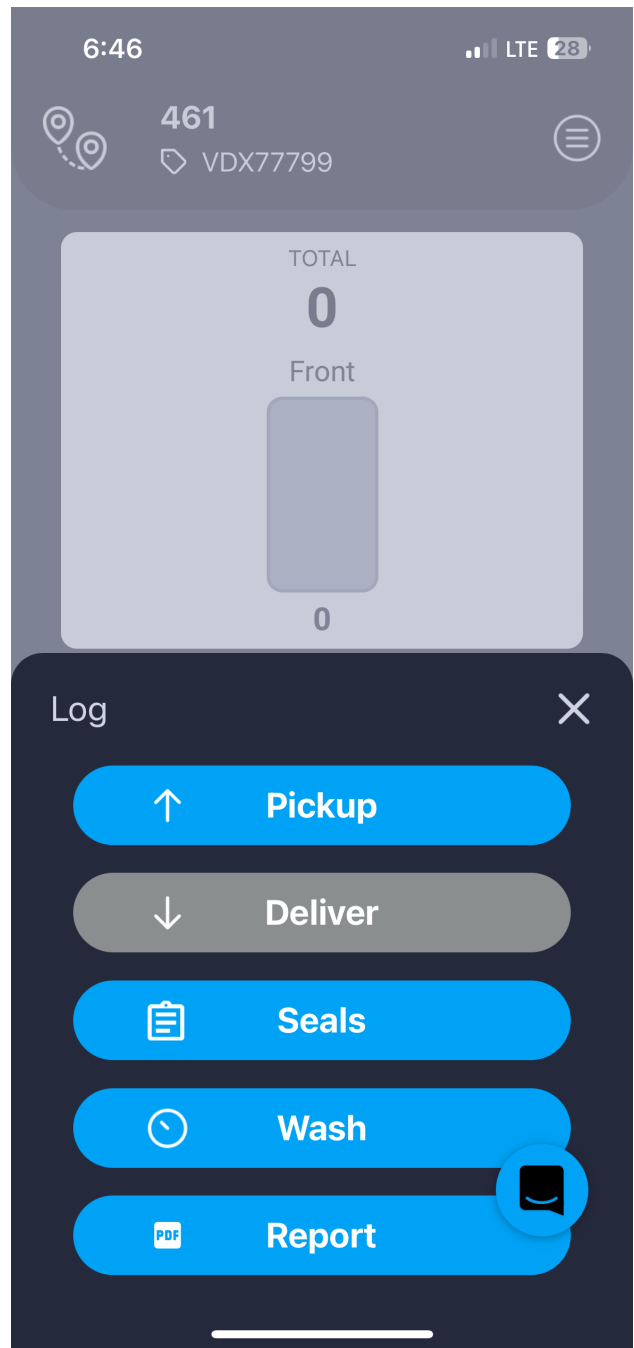 6:46 LTE 28
461
VDX77799
TOTAL
0
Front
0
Log
Pickup
Deliver
Seals
Wash
PDF Report